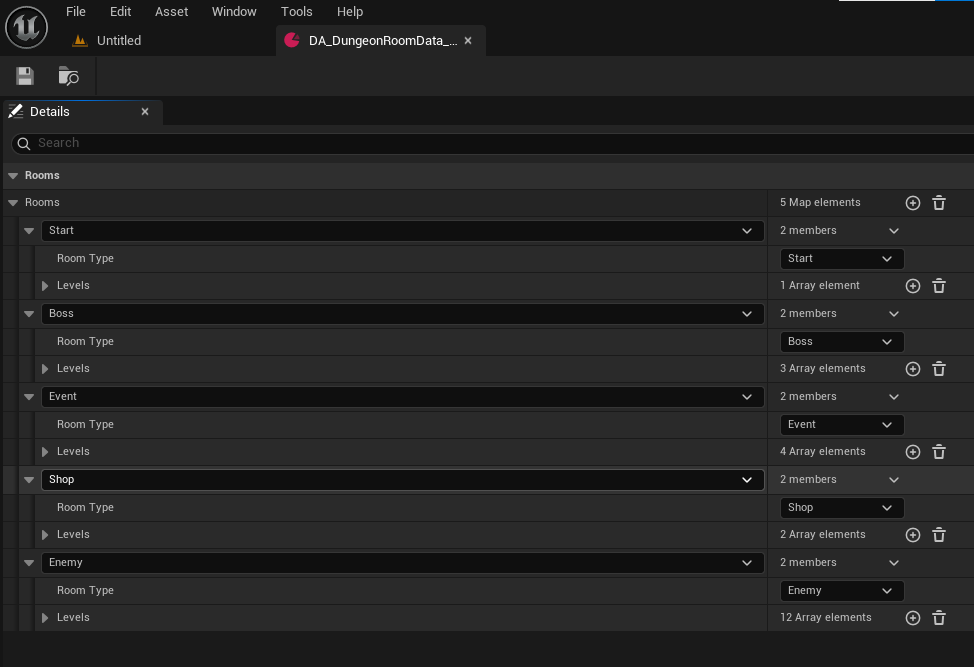 File Edit Asset Window Tools Help
Untitled DA_DungeonRoomData_...
Details
Search
Rooms
Rooms 5 Map elements
Start 2 members
Room Type Start
Levels 1 Array element
Boss 2 members
Room Type Boss
Levels 3 Array elements
Event 2 members
Room Type Event
Levels 4 Array elements
Shop 2 members
Room Type Shop
Levels 2 Array elements
Enemy 2 members
Room Type Enemy
Levels 12 Array elements